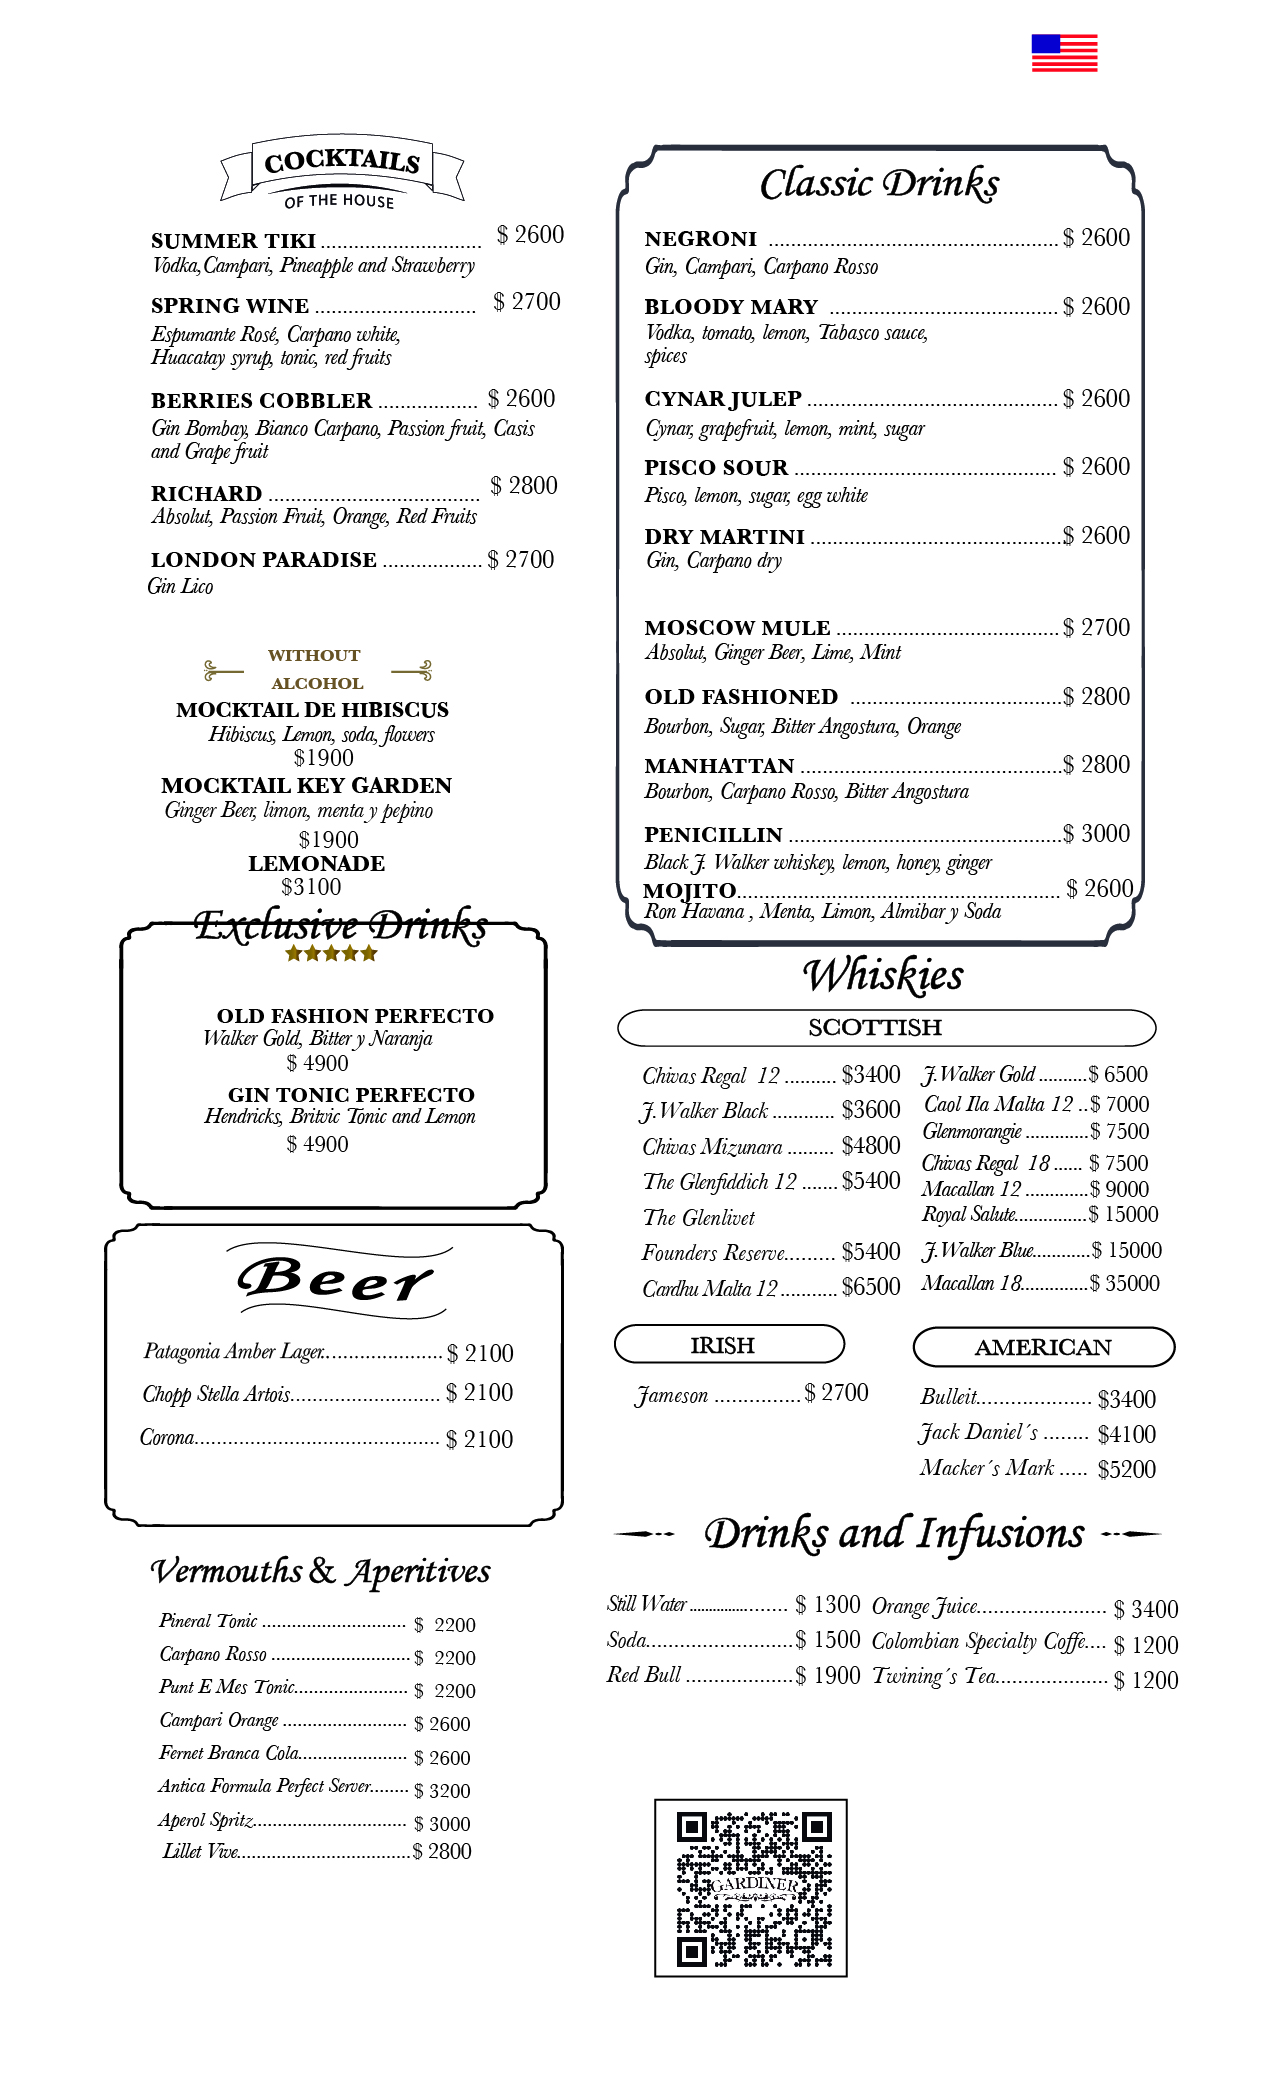 COCKTAILS
OF THE HOUSE
SUMMER TIKI ............................. $ 2600
Vodka,Campari, Pineapple and Strawberry
SPRING WINE ............................. $ 2700
Espumante Rosé, Carpano white,
Huacatay syrup, tonic, red fruits
BERRIES COBBLER .................. $ 2600
Gin Bombay, Bianco Carpano, Passion fruit, Casis
and Grape fruit
RICHARD ...................................... $ 2800
Absolut, Passion Fruit, Orange, Red Fruits
LONDON PARADISE .................. $ 2700
Gin Lico
WITHOUT
ALCOHOL
MOCKTAIL DE HIBISCUS
Hibiscus, Lemon, soda, flowers
$1900
MOCKTAIL KEY GARDEN
Ginger Beer, limon, menta y pepino
$1900
LEMONADE
$3100
Exclusive Drinks
OLD FASHION PERFECTO
Walker Gold, Bitter y Naranja
$ 4900
GIN TONIC PERFECTO
Hendricks, Britvic Tonic and Lemon
$ 4900
Beer
Patagonia Amber Lager..................... $ 2100
Chopp Stella Artois........................... $ 2100
Corona............................................ $ 2100
Vermouths & Aperitives
Pineral Tonic ............................. $ 2200
Carpano Rosso ............................ $ 2200
Punt E Mes Tonic....................... $ 2200
Campari Orange ......................... $ 2600
Fernet Branca Cola...................... $ 2600
Antica Formula Perfect Server........ $ 3200
Aperol Spritz............................... $ 3000
Lillet Vive................................... $ 2800
Classic Drinks
NEGRONI .................................................... $ 2600
Gin, Campari, Carpano Rosso
BLOODY MARY ......................................... $ 2600
Vodka, tomato, lemon, Tabasco sauce,
spices
CYNAR JULEP ............................................. $ 2600
Cynar, grapefruit, lemon, mint, sugar
PISCO SOUR ............................................... $ 2600
Pisco, lemon, sugar, egg white
DRY MARTINI .............................................. $ 2600
Gin, Carpano dry
MOSCOW MULE ........................................ $ 2700
Absolut, Ginger Beer, Lime, Mint
OLD FASHIONED ...................................... $ 2800
Bourbon, Sugar, Bitter Angostura, Orange
MANHATTAN ............................................... $ 2800
Bourbon, Carpano Rosso, Bitter Angostura
PENICILLIN ................................................. $ 3000
Black J. Walker whiskey, lemon, honey, ginger
MOJITO.......................................................... $ 2600
Ron Havana , Menta, Limon, Almibar y Soda
Whiskies
SCOTTISH
Chivas Regal 12 .......... $3400
J.Walker Black ............ $3600
Chivas Mizunara ......... $4800
The Glenfiddich 12 ....... $5400
The Glenlivet
Founders Reserve......... $5400
Cardhu Malta 12 ........... $6500
J.Walker Gold ..........$ 6500
Caol Ila Malta 12 ..$ 7000
Glenmorangie .............$ 7500
Chivas Regal 18 ...... $ 7500
Macallan 12 .............$ 9000
Royal Salute...............$ 15000
J.Walker Blue............$ 15000
Macallan 18..............$ 35000
IRISH
Jameson ................$ 2700
AMERICAN
Bulleit..................... $3400
Jack Daniel´s ........ $4100
Macker´s Mark ..... $5200
Drinks and Infusions
Still Water...................... $ 1300
Soda...........................$ 1500
Red Bull ....................$ 1900
Orange Juice........................ $ 3400
Colombian Specialty Coffe.... $ 1200
Twining´s Tea..................... $ 1200
GARDINER